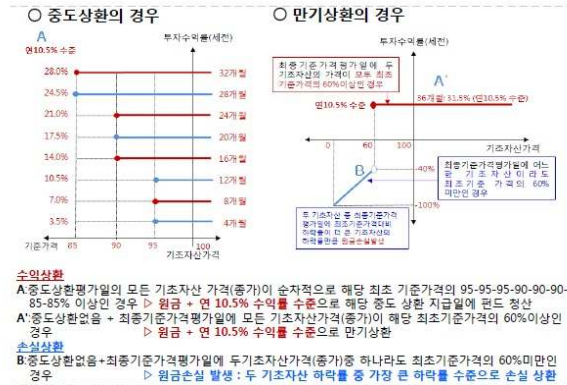 ○ 중도상환의 경우
A
연10.5% 수준
투자수익률(세전)
28.0%
32개월
24.5%
28개월
21.0%
24개월
17.5%
20개월
14.0%
16개월
10.5%
12개월
7.0%
8개월
3.5%
4개월
기준가격 85 90 95 100
기초자산가격
○ 만기상환의 경우
투자수익률(세전)
최종기준가격평가일에 두
기초자산의 가격이 모두 최초
기준가격의 60%이상인 경우
A'
연10.5% 수준
36개월: 31.5% (연10.5% 수준)
0 60 100
기초자산가격
B
-40%
최종기준가격평가일에 어느
한 기초자산이라도
최초기준 가격의 60%
미만인 경우
-100%
두 기초자산 중 최종기준가격
평가일에 최초기준가격대비
하락률이 더 큰 기초자산의
하락률만큼 원금손실발생
수익상환
A:중도상환평가일의 모든 기초자산 가격(종가)이 순차적으로 해당 최초 기준가격의 95-95-95-90-90-90-
85-85% 이상인 경우 ▷ 원금 + 연 10.5% 수익률 수준으로 해당 중도 상환 지급일에 펀드 청산
A':중도상환없음 + 최종기준가격평가일에 모든 기초자산가격(종가)이 해당 최초기준가격의 60%이상인
경우 ▷ 원금 + 연 10.5% 수익률 수준으로 만기상환
손실상환
B:중도상환없음+최종기준가격평가일에 두기초자산가격(종가)중 하나라도 최초기준가격의 60%미만인
경우 ▷ 원금손실 발생 : 두 기초자산 하락률 중 가장 큰 하락률 수준으로 손실 상환